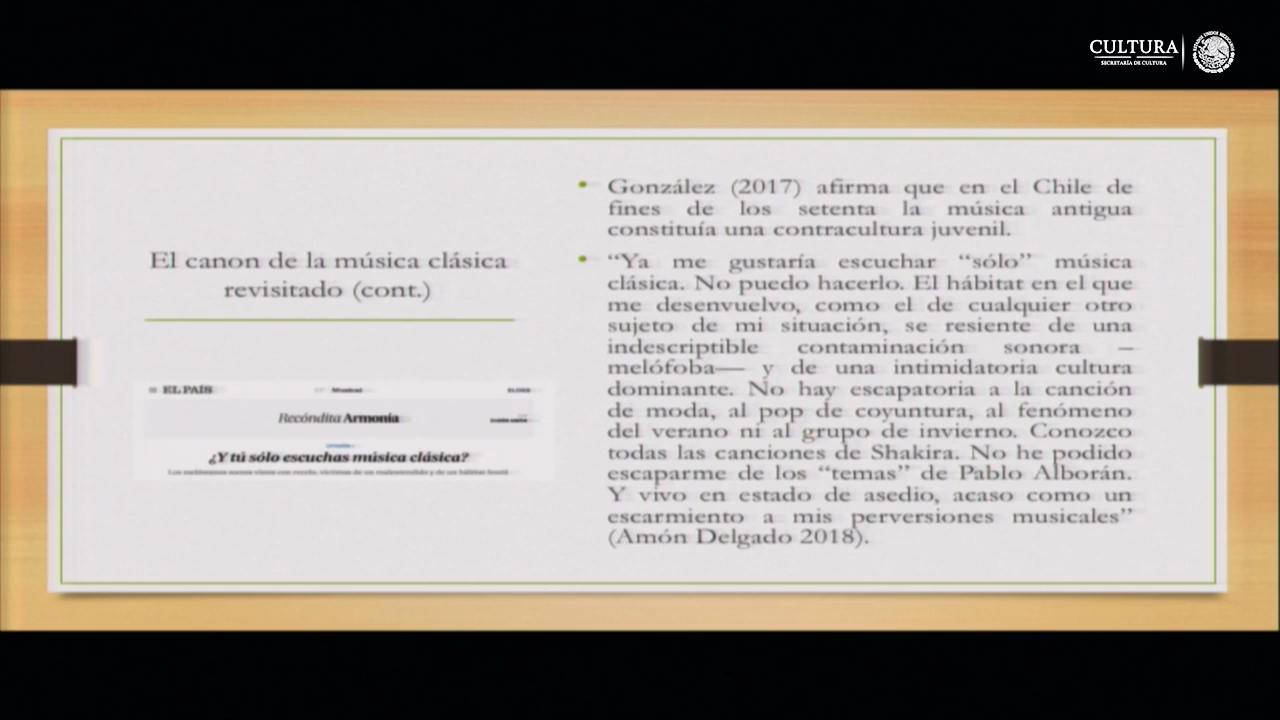 CULTURA
SECRETARÍA DE CULTURA
El canon de la música clásica
revisitado (cont.)
EL PAÍS
Recóndita Armonía
¿Y tú sólo escuchas música clásica?
• González (2017) afirma que en el Chile de
fines de los setenta la música antigua
constituía una contracultura juvenil.
• “Ya me gustaría escuchar “sólo” música
clásica. No puedo hacerlo. El hábitat en el que
me desenvuelvo, como el de cualquier otro
sujeto de mi situación, se resiente de una
indescriptible contaminación sonora –
melófoba— y de una intimidatoria cultura
dominante. No hay escapatoria a la canción
de moda, al pop de coyuntura, al fenómeno
del verano ni al grupo de invierno. Conozco
todas las canciones de Shakira. No he podido
escaparme de los “temas” de Pablo Alborán.
Y vivo en estado de asedio, acaso como un
escarmiento a mis perversiones musicales”
(Amón Delgado 2018).